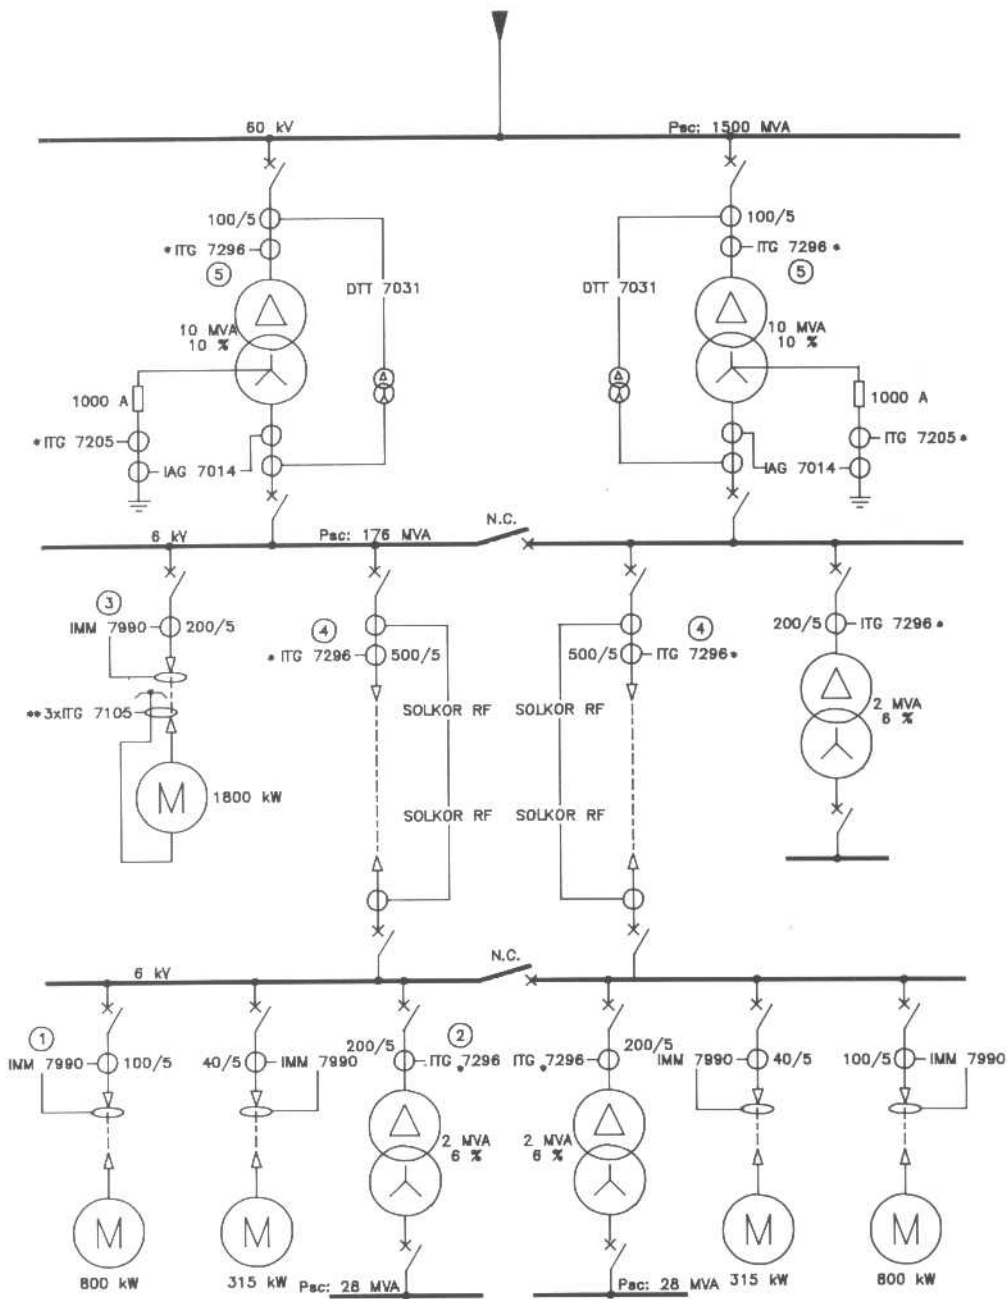 60 kV
Psc: 1500 MVA
100/5
100/5
*ITG 7296
ITG 7296*
5
5
DTT 7031
DTT 7031
10 MVA
10 %
10 MVA
10 %
1000 A
1000 A
*ITG 7205
ITG 7205*
IAG 7014
IAG 7014
N.C.
6 kV
Psc: 176 MVA
3
IMM 7990
200/5
4
*ITG 7296
500/5
4
500/5
ITG 7296*
200/5
ITG 7296*
**3xITG 7105
SOLKOR RF
SOLKOR RF
2 MVA
6 %
M
1800 kW
SOLKOR RF
SOLKOR RF
N.C.
6 kV
1
IMM 7990
100/5
40/5
IMM 7990
200/5
2
ITG *7296
ITG *7296
200/5
IMM 7990
40/5
100/5
IMM 7990
2 MVA
6 %
2 MVA
6 %
M
M
M
M
800 kW
315 kW
Psc: 28 MVA
Psc: 28 MVA
315 kW
800 kW